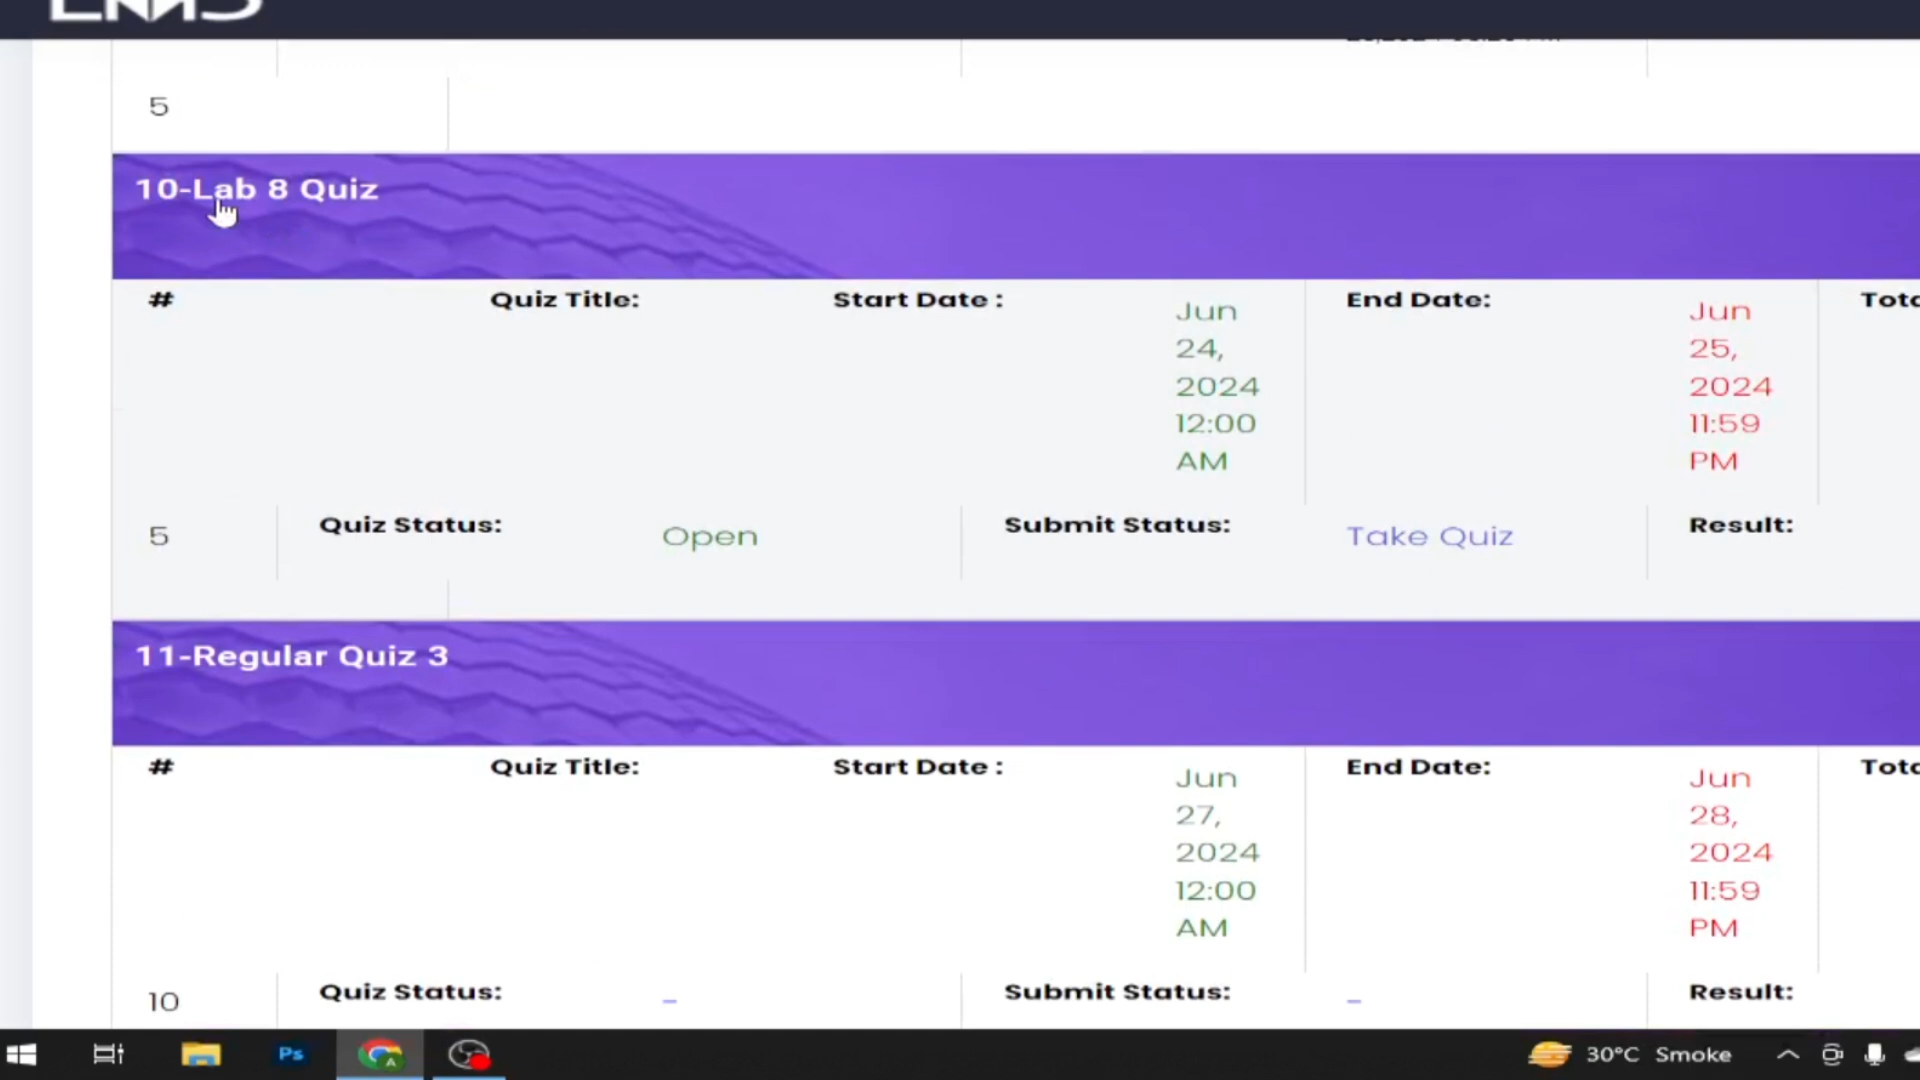 5
10-Lab 8 Quiz
# Quiz Title: Start Date : Jun 24, 2024 12:00 AM End Date: Jun 25, 2024 11:59 PM
5 Quiz Status: Open Submit Status: Take Quiz Result:
11-Regular Quiz 3
# Quiz Title: Start Date : Jun 27, 2024 12:00 AM End Date: Jun 28, 2024 11:59 PM
10 Quiz Status: - Submit Status: - Result:
Ps 30°C Smoke